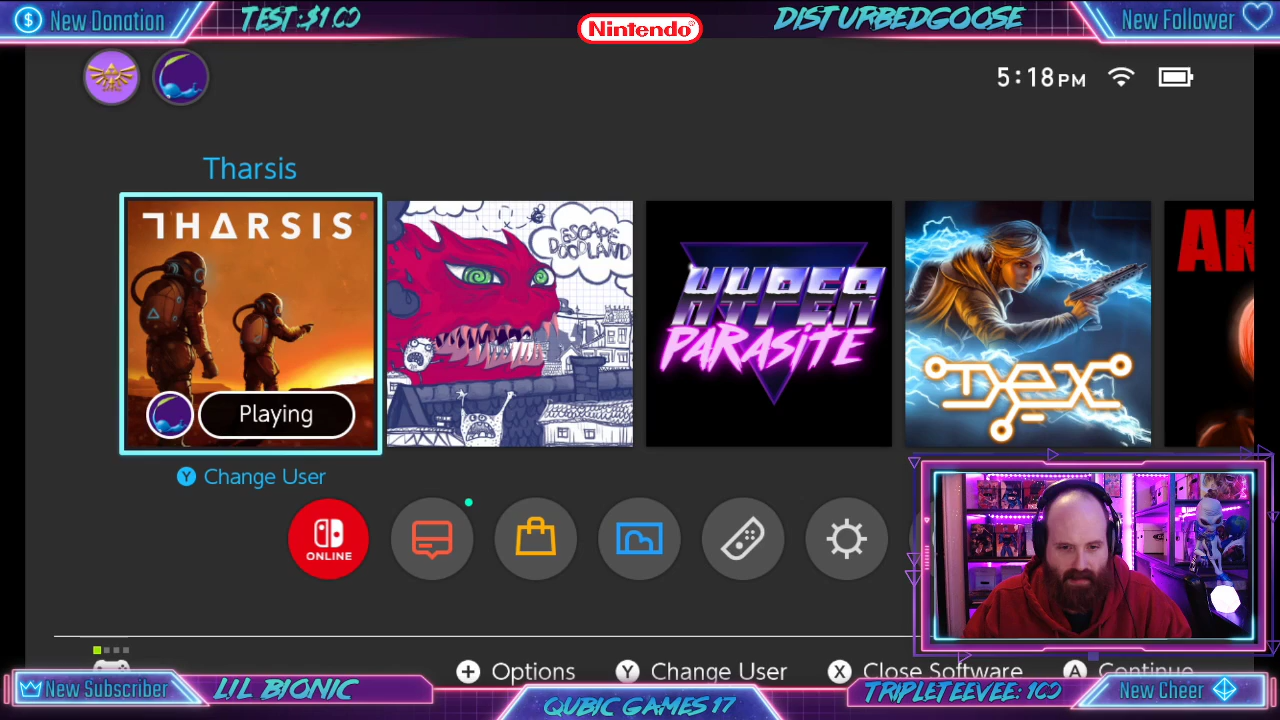 New Donation
TEST:$1.00
Nintendo®
DISTURBEDGOOSE
New Follower
5:18 PM
Tharsis
THARSIS
Playing
ESCAPE
DOODLAND
HYPER
PARASITE
AK
Y Change User
ONLINE
+ Options
Y Change User
X Close Software
A Continue
New Subscriber
LIL BIONIC
QUBIC GAMES 17
TRIPLETEEVEE: 100
New Cheer